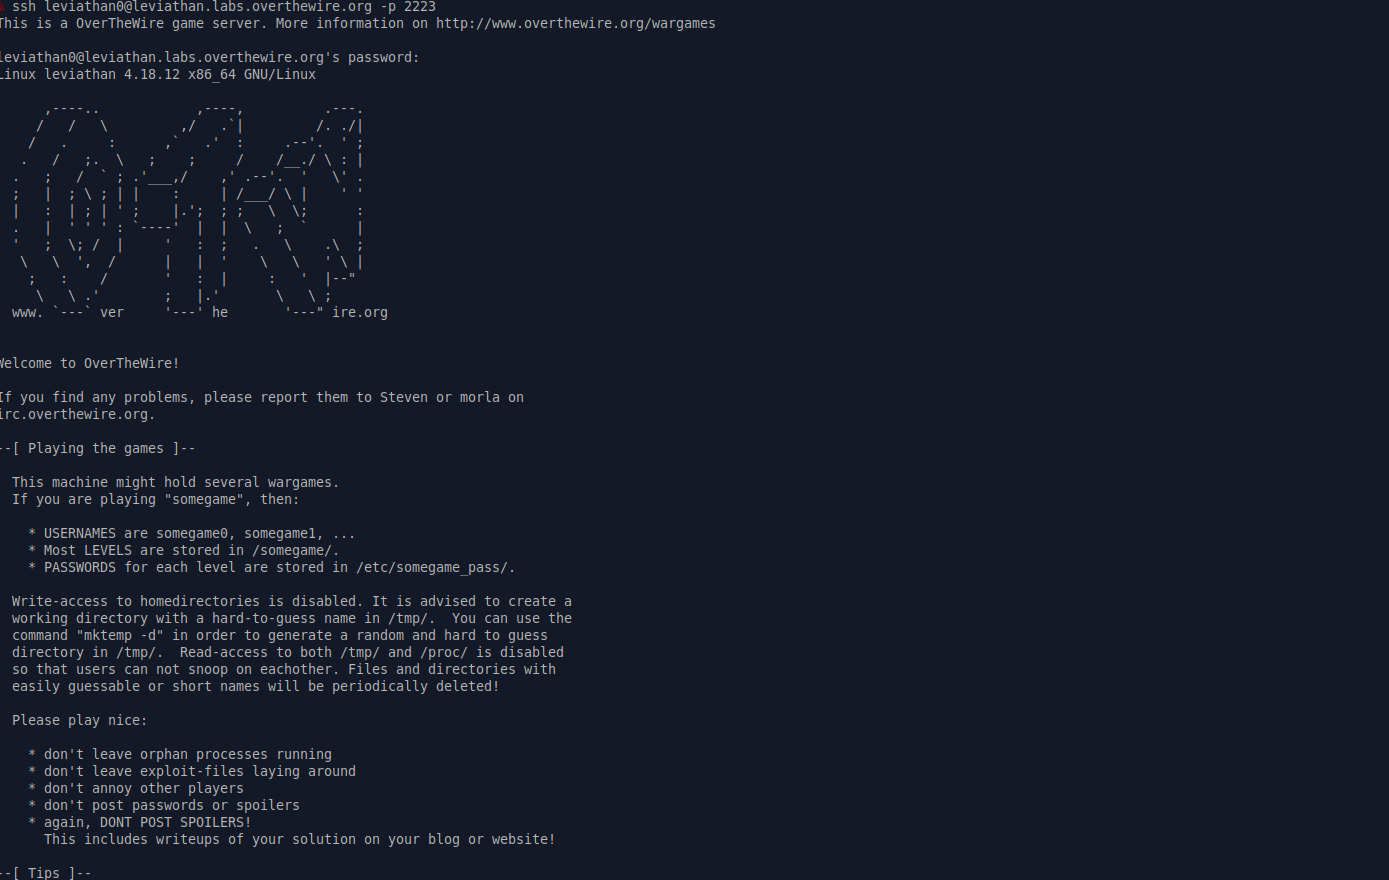 % ssh leviathan0@leviathan.labs.overthewire.org -p 2223
This is a OverTheWire game server. More information on http://www.overthewire.org/wargames
leviathan0@leviathan.labs.overthewire.org's password:
Linux leviathan 4.18.12 x86_64 GNU/Linux
      ,----..            ,----,          .---.
     /   /   \         ,/   .`|         /. ./|
    /   .     :      ,`   .'  :     .--'.  ' ;
   .   /   ;.  \   ;    ;     /    /__./ \ : |
  .   ;   /  ` ; .'___,/    ,' .--'.  '   \' .
  ;   |  ; \ ; | |    :     | /___/ \ |    ' '
  |   :  | ; | ' ;    |.';  ; ;   \  \;      :
  .   |  ' ' ' : `----'  |  |  \   ;  `      |
  '   ;  \; /  |     '   :  ;   .   \    .\  ;
   \   \  ',  /      |   |  '    \   \   ' \ |
    ;   :    /       '   :  |     :   '  |--"
     \   \ .'        ;   |.'       \   \ ;
  www. `---` ver     '---' he       '---" ire.org
Welcome to OverTheWire!
If you find any problems, please report them to Steven or morla on
irc.overthewire.org.
--[ Playing the games ]--
This machine might hold several wargames.
If you are playing "somegame", then:
* USERNAMES are somegame0, somegame1, ...
* Most LEVELS are stored in /somegame/.
* PASSWORDS for each level are stored in /etc/somegame_pass/.
Write-access to homedirectories is disabled. It is advised to create a
working directory with a hard-to-guess name in /tmp/.  You can use the
command "mktemp -d" in order to generate a random and hard to guess
directory in /tmp/.  Read-access to both /tmp/ and /proc/ is disabled
so that users can not snoop on eachother. Files and directories with
easily guessable or short names will be periodically deleted!
Please play nice:
* don't leave orphan processes running
* don't leave exploit-files laying around
* don't annoy other players
* don't post passwords or spoilers
* again, DONT POST SPOILERS!
This includes writeups of your solution on your blog or website!
--[ Tips ]--